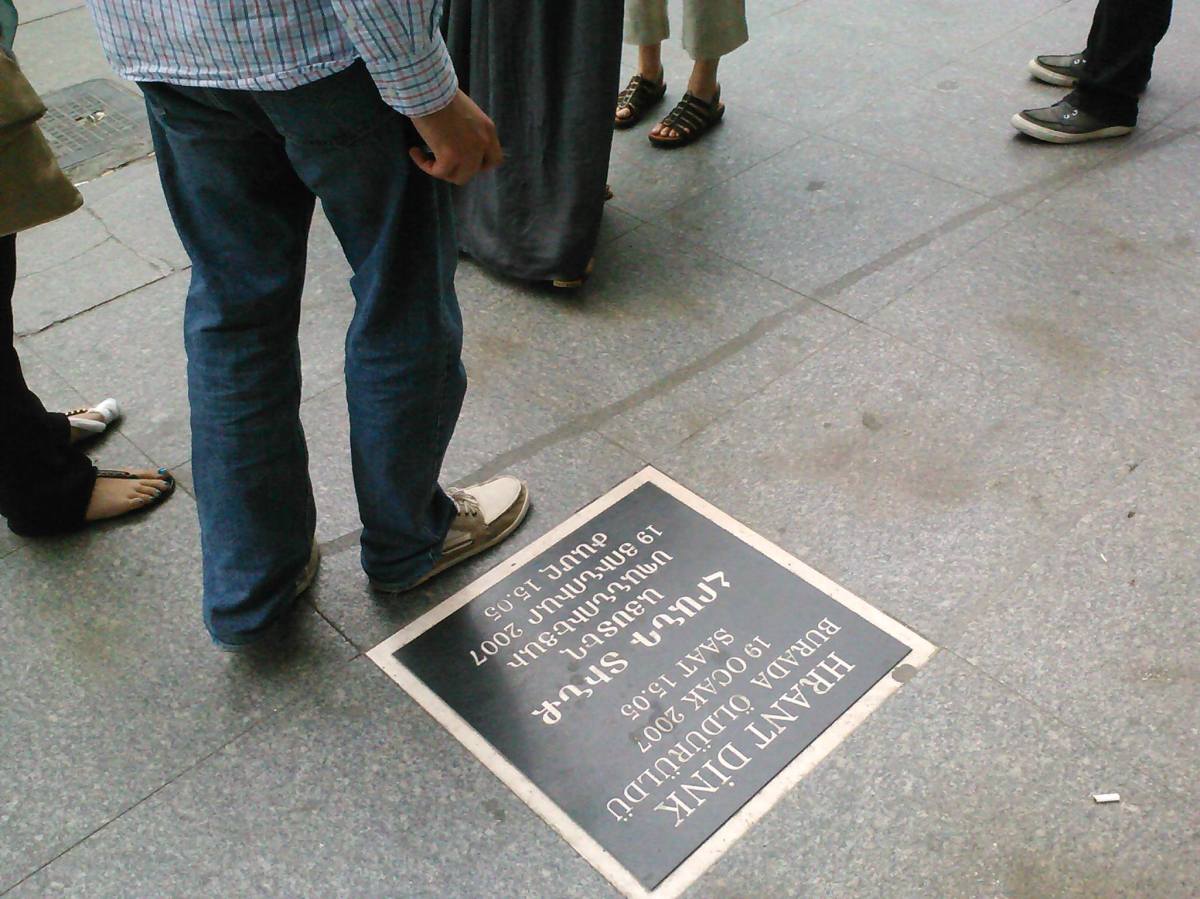 HRANT DİNK
BURADA ÖLDÜRÜLDÜ
19 OCAK 2007
SAAT 15.05
ՀՐԱՆԴ ՏԻՆՔ
ԱՅՍՏԵՂ
ՍՊԱՆՆՈՒԵՑԱՒ
19 ՅՈՒՆՈՒԱՐ 2007
ԺԱՄԸ 15.05